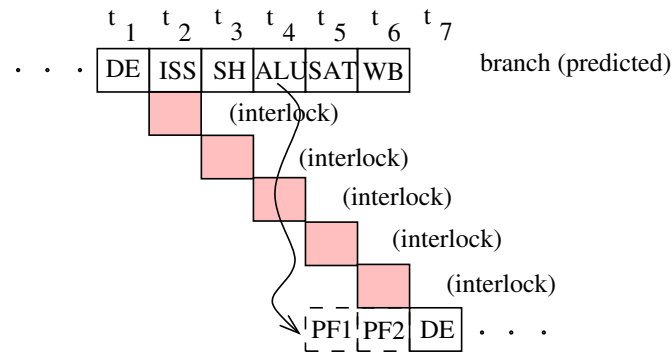 t 1 t 2 t 3 t 4 t 5 t 6 t 7
. . . DE ISS SH ALU SAT WB branch (predicted)
(interlock)
(interlock)
(interlock)
(interlock)
(interlock)
PF1 PF2 DE . . .